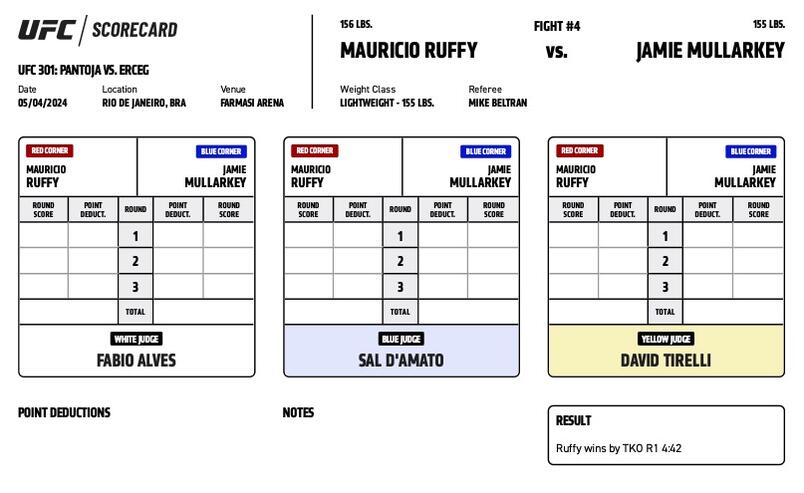 UFC / SCORECARD
UFC 301: PANTOJA VS. ERCEG
Date Location Venue
05/04/2024 RIO DE JANEIRO, BRA FARMASI ARENA
156 LBS. FIGHT #4 155 LBS.
MAURICIO RUFFY VS. JAMIE MULLARKEY
Weight Class Referee
LIGHTWEIGHT - 155 LBS. MIKE BELTRAN
RED CORNER BLUE CORNER
MAURICIO JAMIE
RUFFY MULLARKEY
ROUND SCORE POINT DEDUCT. ROUND POINT DEDUCT. ROUND SCORE
1
2
3
TOTAL
WHITE JUDGE
FABIO ALVES
RED CORNER BLUE CORNER
MAURICIO JAMIE
RUFFY MULLARKEY
ROUND SCORE POINT DEDUCT. ROUND POINT DEDUCT. ROUND SCORE
1
2
3
TOTAL
BLUE JUDGE
SAL D'AMATO
RED CORNER BLUE CORNER
MAURICIO JAMIE
RUFFY MULLARKEY
ROUND SCORE POINT DEDUCT. ROUND POINT DEDUCT. ROUND SCORE
1
2
3
TOTAL
YELLOW JUDGE
DAVID TIRELLI
POINT DEDUCTIONS
NOTES
RESULT
Ruffy wins by TKO R1 4:42